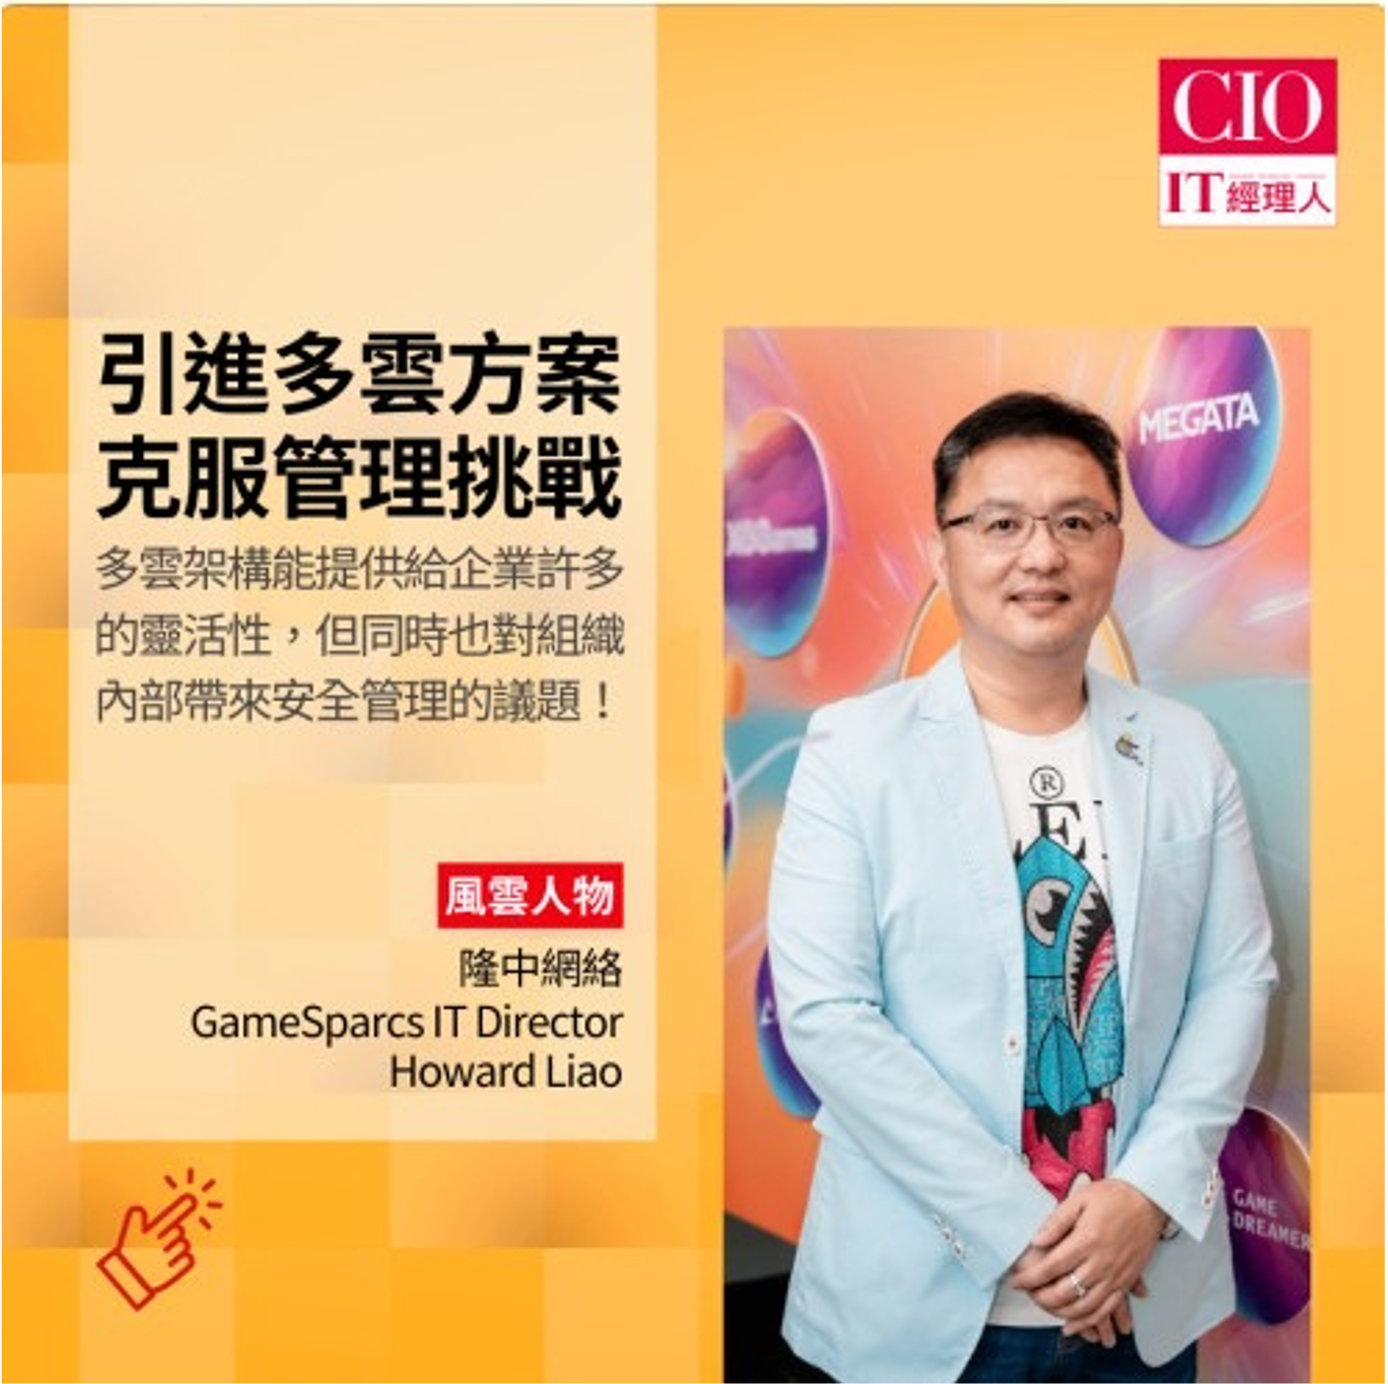 CIO
IT經理人
引進多雲方案
克服管理挑戰
多雲架構能提供給企業許多
的靈活性，但同時也對組織
內部帶來安全管理的議題！
風雲人物
隆中網絡
GameSparcs IT Director
Howard Liao
MEGATA
®
GAME
DREAMER